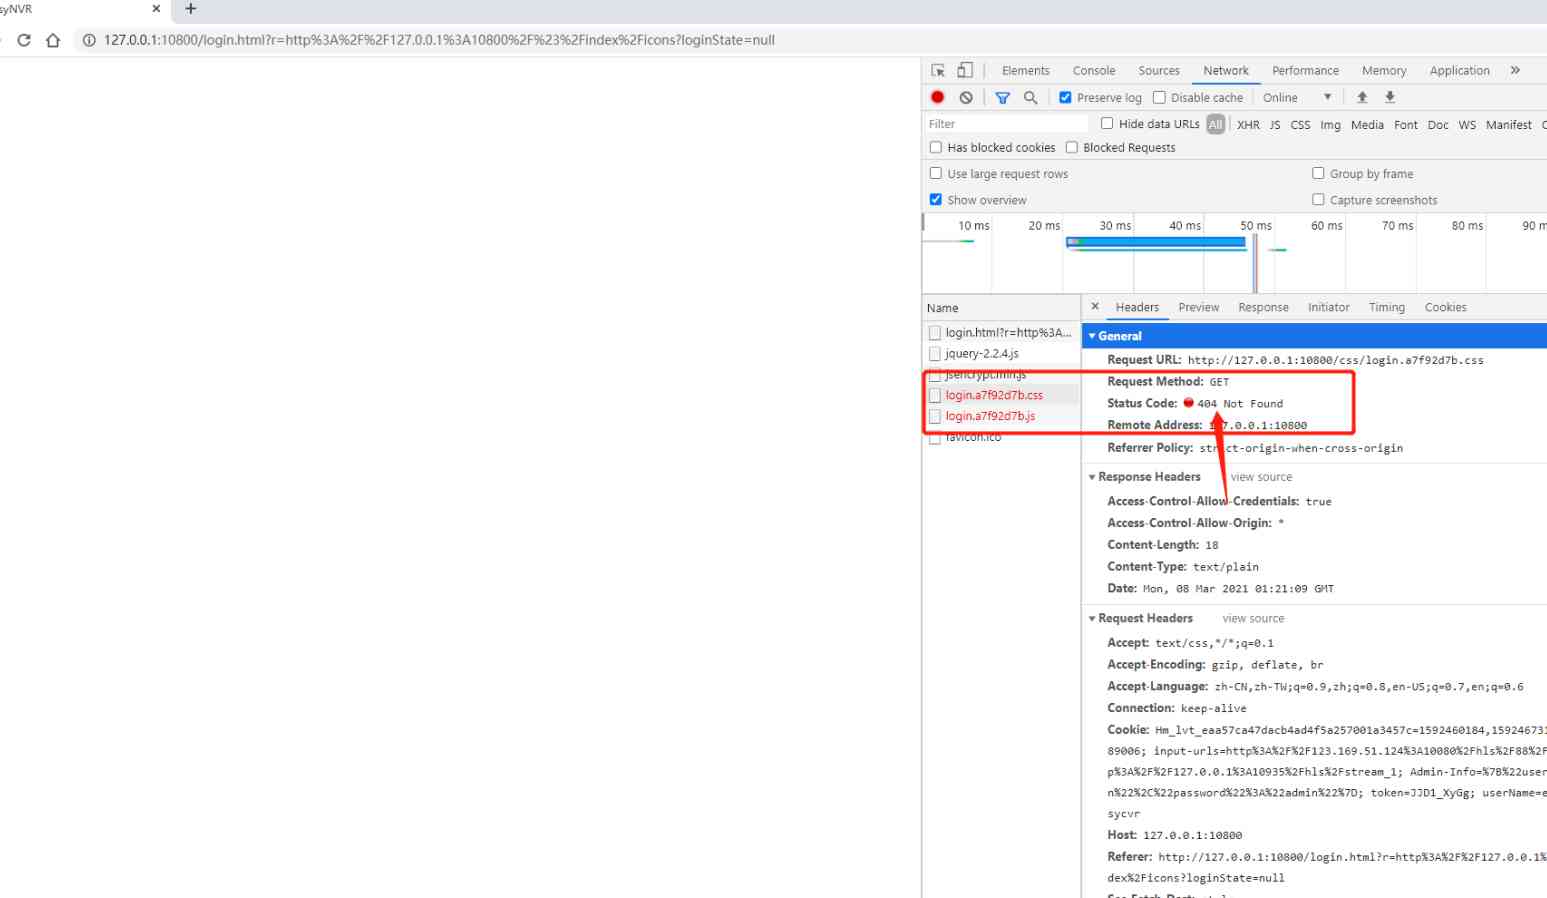 syNVR
127.0.0.1:10800/login.html?r=http%3A%2F%2F127.0.0.1%3A10800%2F%23%2Findex%2Ficons?loginState=null
Elements Console Sources Network Performance Memory Application
Preserve log Disable cache Online
Filter Hide data URLs All XHR JS CSS Img Media Font Doc WS Manifest
Has blocked cookies Blocked Requests
Use large request rows Group by frame
Show overview Capture screenshots
10 ms 20 ms 30 ms 40 ms 50 ms 60 ms 70 ms 80 ms 90 m
Name
login.html?r=http%3A...
jquery-2.2.4.js
jsencrypt.min.js
login.a7f92d7b.css
login.a7f92d7b.js
favicon.ico
Headers Preview Response Initiator Timing Cookies
General
Request URL: http://127.0.0.1:10800/css/login.a7f92d7b.css
Request Method: GET
Status Code: 404 Not Found
Remote Address: 127.0.0.1:10800
Referrer Policy: strict-origin-when-cross-origin
Response Headers view source
Access-Control-Allow-Credentials: true
Access-Control-Allow-Origin: *
Content-Length: 18
Content-Type: text/plain
Date: Mon, 08 Mar 2021 01:21:09 GMT
Request Headers view source
Accept: text/css,*/*;q=0.1
Accept-Encoding: gzip, deflate, br
Accept-Language: zh-CN,zh-TW;q=0.9,zh;q=0.8,en-US;q=0.7,en;q=0.6
Connection: keep-alive
Cookie: Hm_lvt_eaa57ca47dacb4ad4f5a257001a3457c=1592460184,159246731
89006; input-urls=http%3A%2F%2F123.169.51.124%3A10080%2Fhls%2F88%2F
p%3A%2F%2F127.0.0.1%3A10935%2Fhls%2Fstream_1; Admin-Info=%7B%22user
n%22%2C%22password%22%3A%22admin%22%7D; token=JJD1_XyGg; userName=e
sycvr
Host: 127.0.0.1:10800
Referer: http://127.0.0.1:10800/login.html?r=http%3A%2F%2F127.0.0.1%
dex%2Ficons?loginState=null